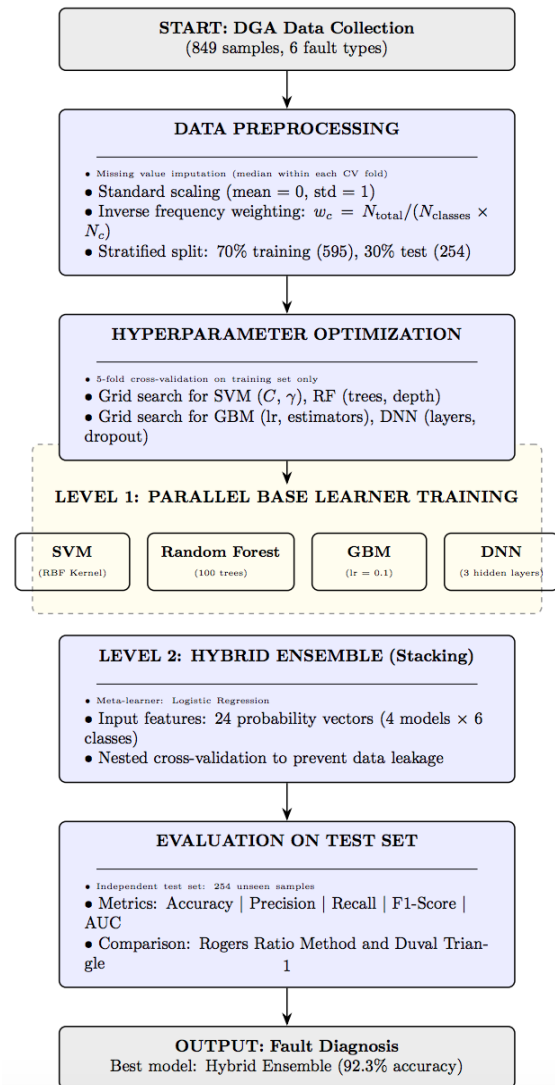 START: DGA Data Collection
(849 samples, 6 fault types)
DATA PREPROCESSING
• Missing value imputation (median within each CV fold)
• Standard scaling (mean = 0, std = 1)
• Inverse frequency weighting: w_c = N_total/(N_classes ×
N_c)
• Stratified split: 70% training (595), 30% test (254)
HYPERPARAMETER OPTIMIZATION
• 5-fold cross-validation on training set only
• Grid search for SVM (C, γ), RF (trees, depth)
• Grid search for GBM (lr, estimators), DNN (layers,
dropout)
LEVEL 1: PARALLEL BASE LEARNER TRAINING
SVM
(RBF Kernel)
Random Forest
(100 trees)
GBM
(lr = 0.1)
DNN
(3 hidden layers)
LEVEL 2: HYBRID ENSEMBLE (Stacking)
• Meta-learner: Logistic Regression
• Input features: 24 probability vectors (4 models × 6
classes)
• Nested cross-validation to prevent data leakage
EVALUATION ON TEST SET
• Independent test set: 254 unseen samples
• Metrics: Accuracy | Precision | Recall | F1-Score |
AUC
• Comparison: Rogers Ratio Method and Duval Trian-
gle
1
OUTPUT: Fault Diagnosis
Best model: Hybrid Ensemble (92.3% accuracy)